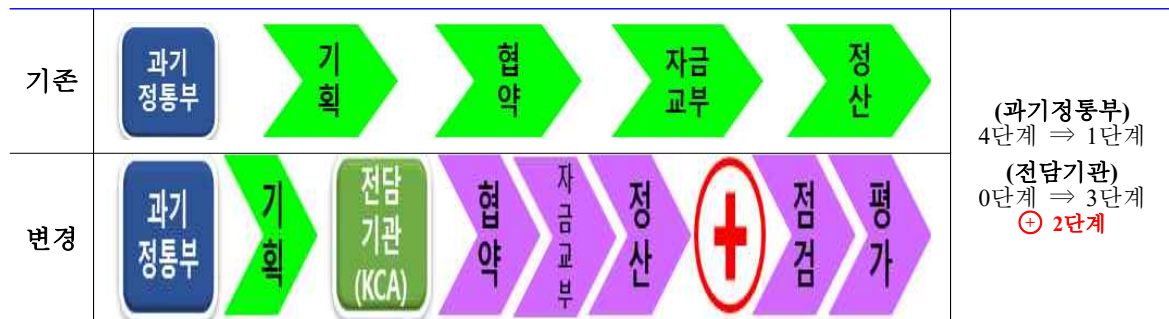 기존
과기
정통부
기
획
협
약
자금
교부
정
산
변경
과기
정통부
기
획
전담
기관
(KCA)
협
약
자
금
교
부
정
산
점
검
평
가
(과기정통부)
4단계 ⇒ 1단계
(전담기관)
0단계 ⇒ 3단계
⊕ 2단계